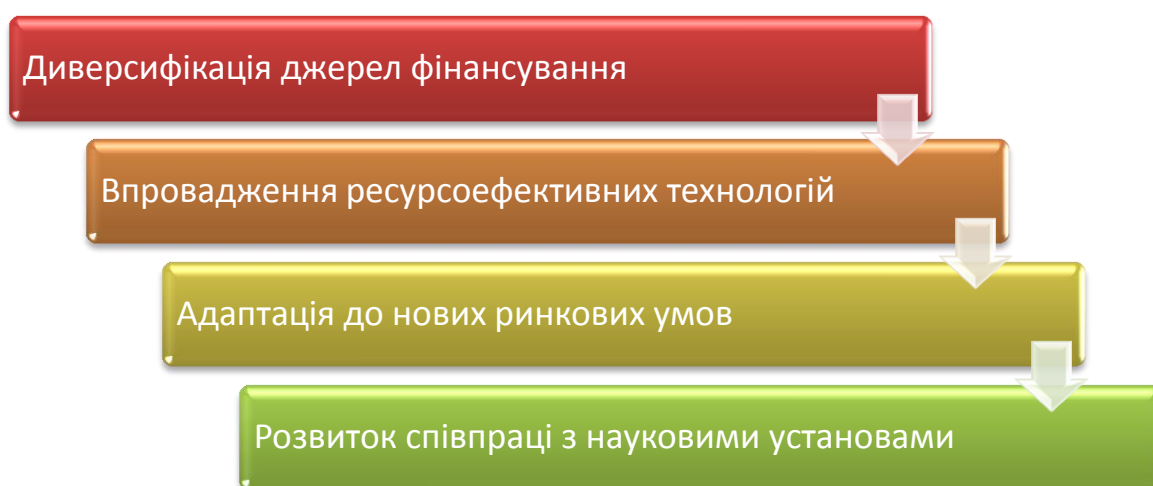 Диверсифікація джерел фінансування
Впровадження ресурсоефективних технологій
Адаптація до нових ринкових умов
Розвиток співпраці з науковими установами